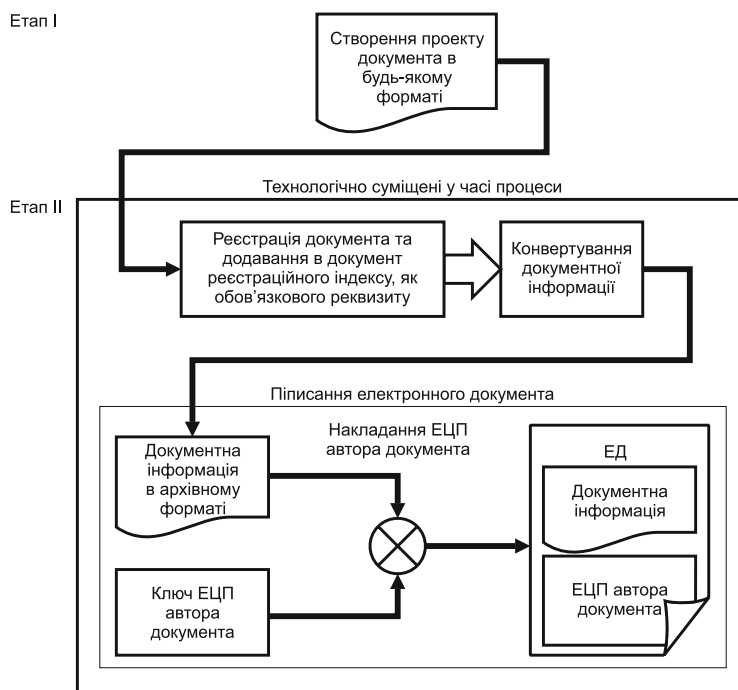 Етап I
Створення проекту
документа в
будь-якому
форматі
Технологічно суміщені у часі процеси
Етап II
Реєстрація документа та
додавання в документ
реєстраційного індексу, як
обов’язкового реквизиту
Конвертування
документної
інформації
Піписання електронного документа
Документна
інформація
в архівному
форматі
Накладання ЕЦП
автора документа
ЕД
Документна
інформація
Ключ ЕЦП
автора
документа
ЕЦП автора
документа